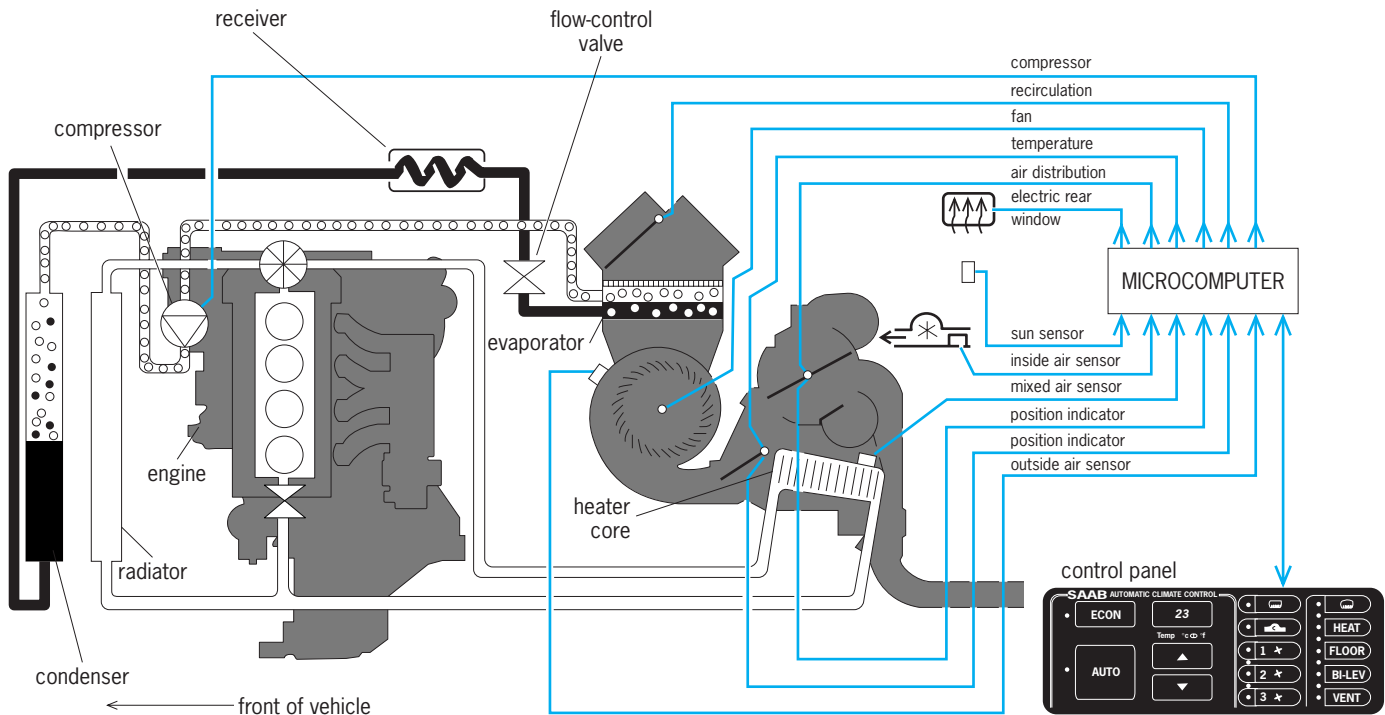 receiver
flow-control
valve
compressor
compressor
recirculation
fan
temperature
air distribution
electric rear
window
MICROCOMPUTER
evaporator
sun sensor
inside air sensor
mixed air sensor
position indicator
position indicator
outside air sensor
engine
heater
core
radiator
condenser
front of vehicle
control panel
SAAB AUTOMATIC CLIMATE CONTROL
ECON
23
Temp °c °f
HEAT
AUTO
1
FLOOR
2
BI-LEV
3
VENT